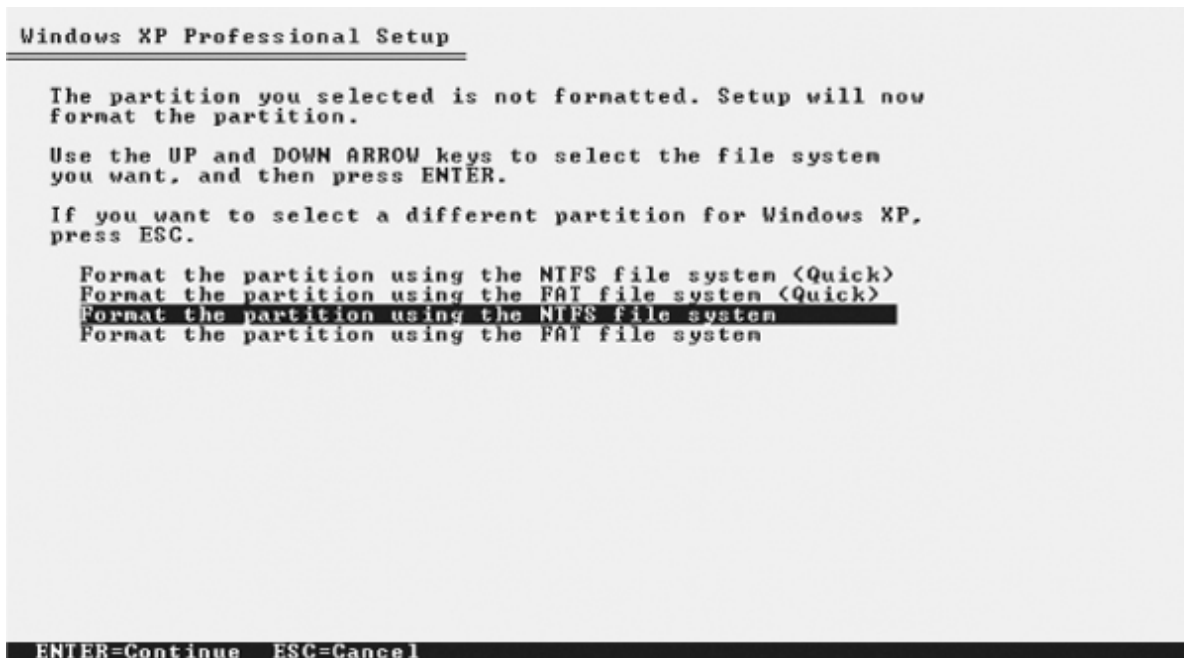 Windows XP Professional Setup
The partition you selected is not formatted. Setup will now
format the partition.
Use the UP and DOWN ARROW keys to select the file system
you want, and then press ENTER.
If you want to select a different partition for Windows XP,
press ESC.
Format the partition using the NTFS file system (Quick)
Format the partition using the FAT file system (Quick)
Format the partition using the NTFS file system
Format the partition using the FAT file system
ENTER=Continue ESC=Cancel